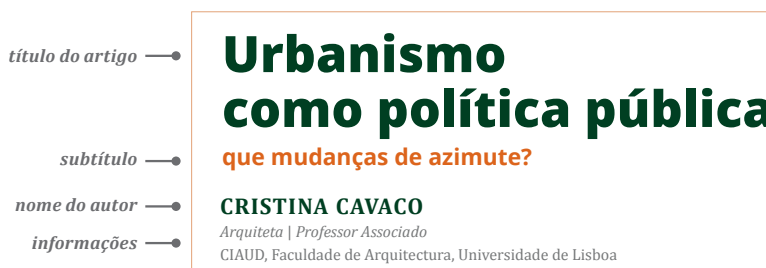 título do artigo
Urbanismo
como política pública
subtítulo
que mudanças de azimute?
nome do autor
CRISTINA CAVACO
informações
Arquiteta | Professor Associado
CIAUD, Faculdade de Arquitectura, Universidade de Lisboa